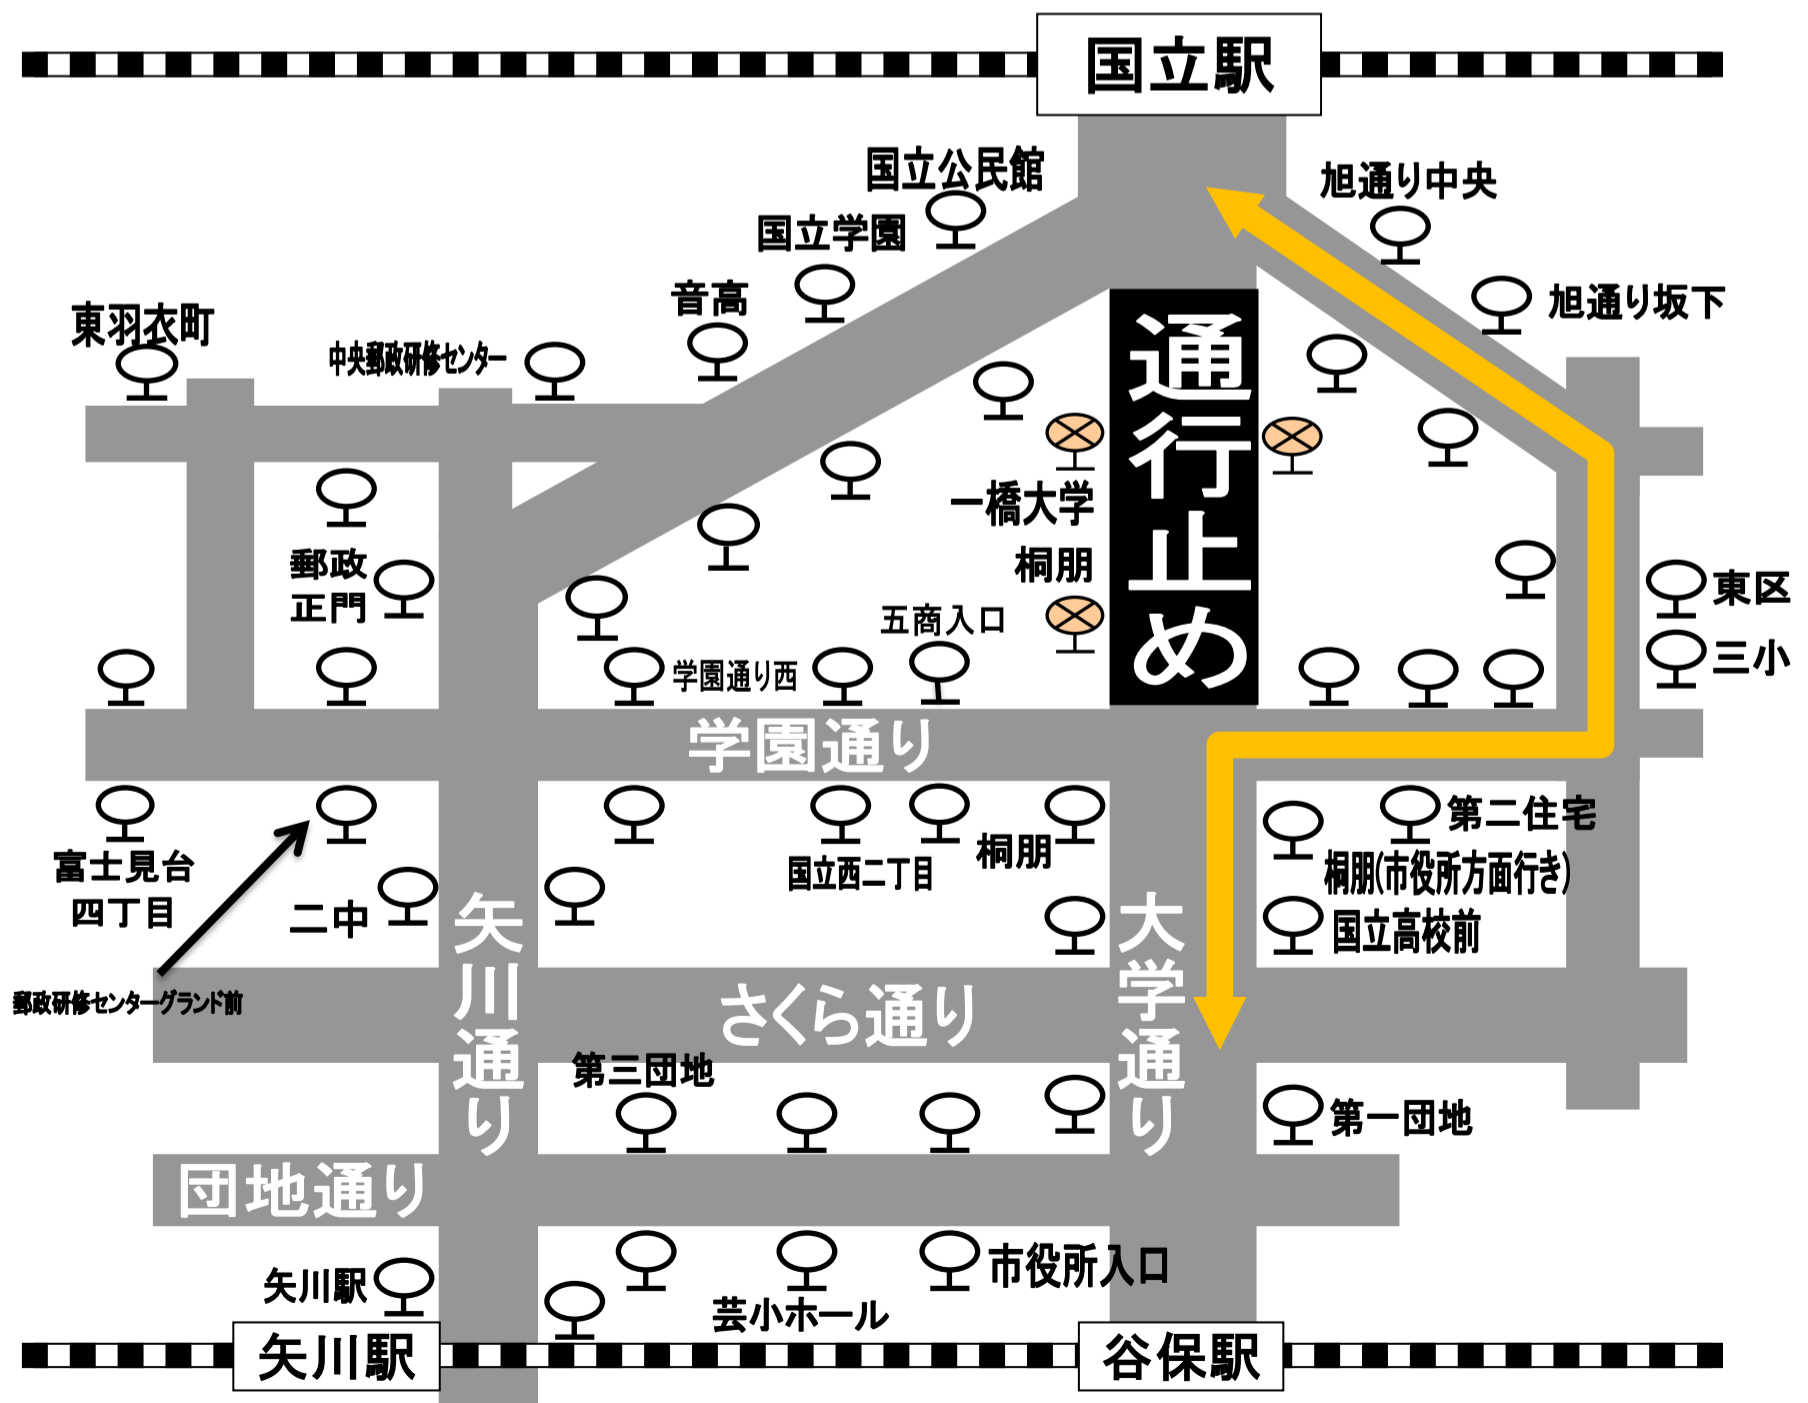 国立駅
国立公民館
旭通り中央
国立学園
音高
旭通り坂下
東羽衣町
中央郵政研修センター
通行止め
一橋大学
桐朋
郵政
正門
五商入口
東区
学園通り西
三小
学園通り
第二住宅
富士見台
四丁目
国立西二丁目
桐朋
桐朋(市役所方面行き)
二中
国立高校前
矢川通り
大学通り
郵政研修センターグランド前
さくら通り
第三団地
第一団地
団地通り
市役所入口
矢川駅
芸小ホール
矢川駅
谷保駅